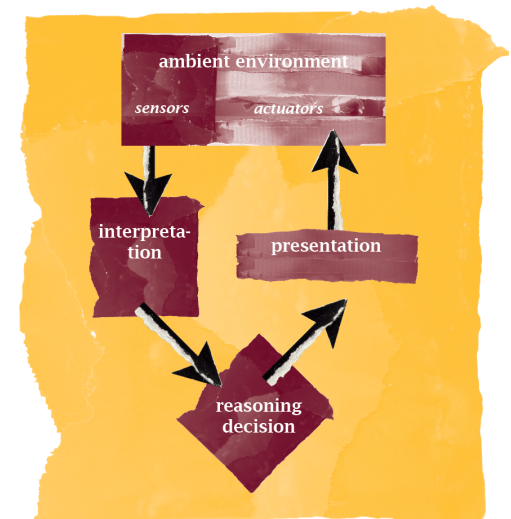 ambient environment
sensors actuators
interpreta-
tion
presentation
reasoning
decision